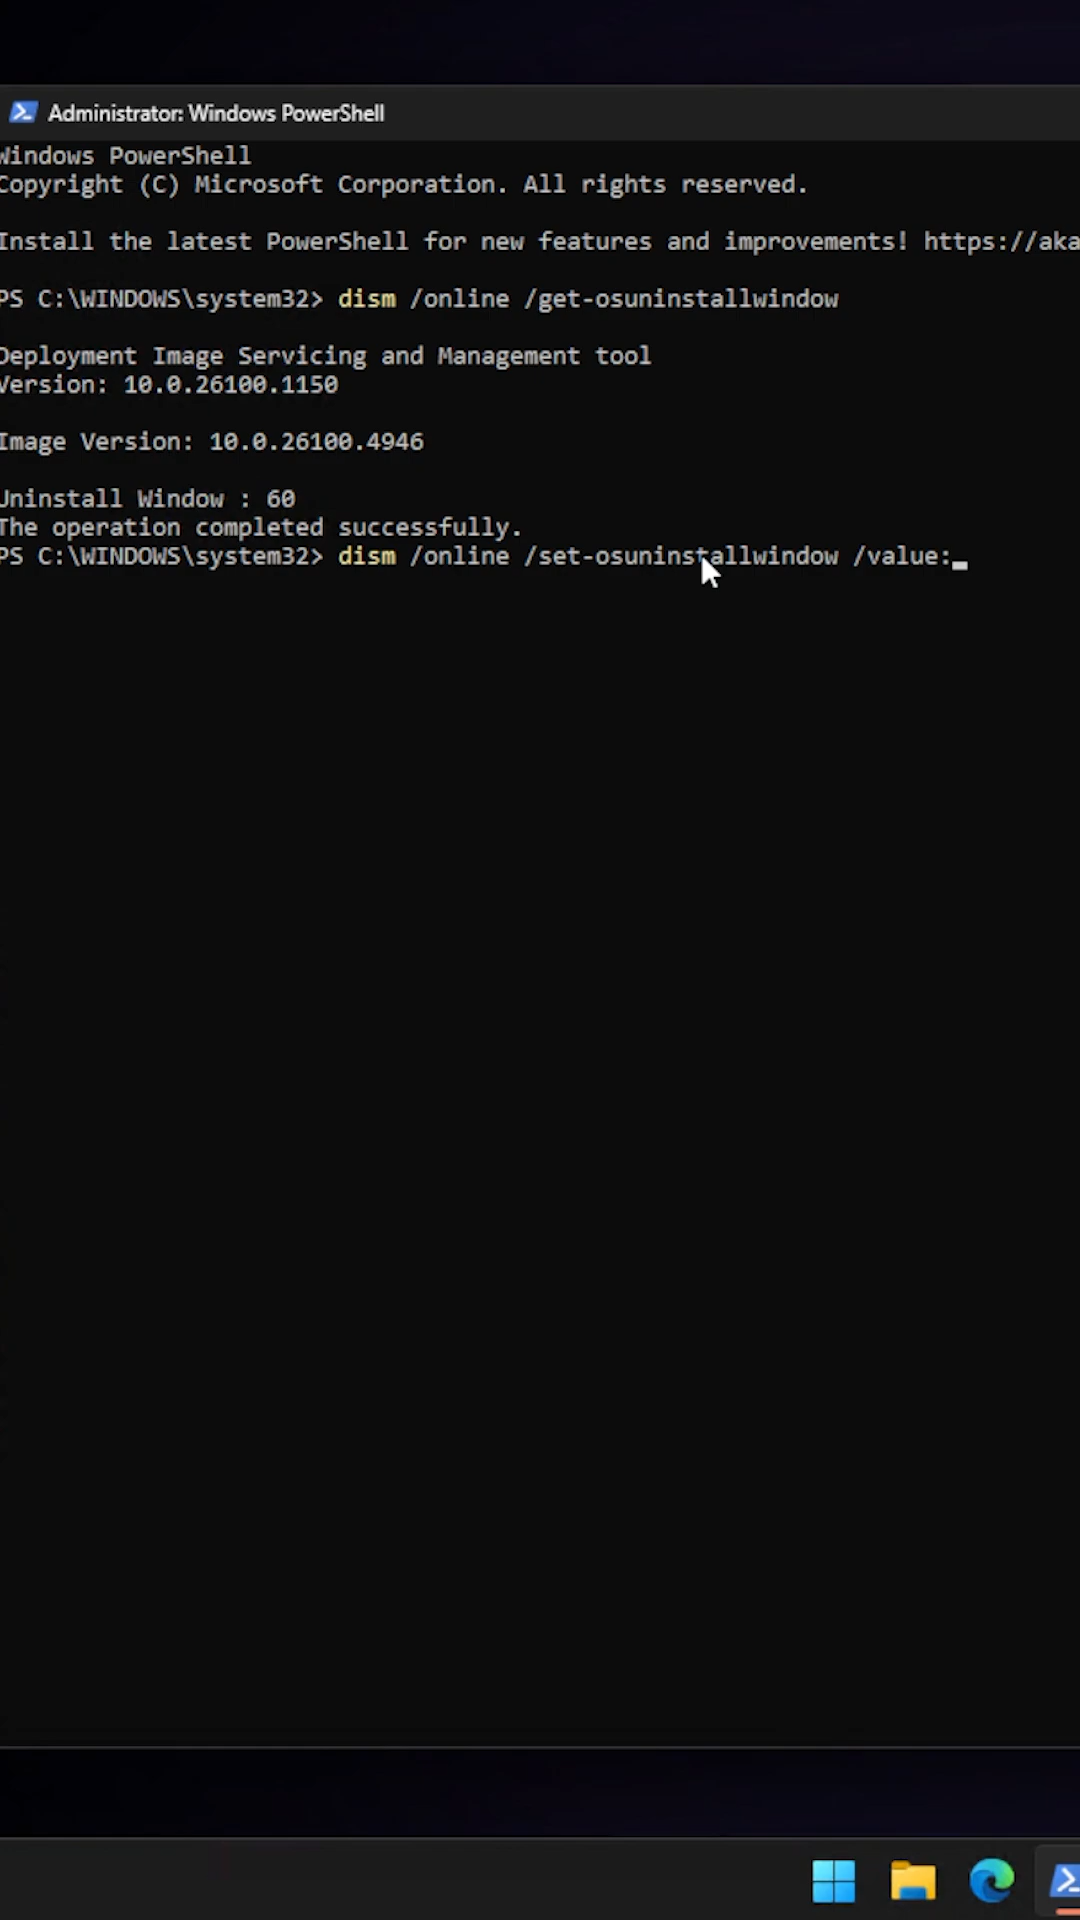 Administrator: Windows PowerShell
Windows PowerShell
Copyright (C) Microsoft Corporation. All rights reserved.
Install the latest PowerShell for new features and improvements! https://aka
PS C:\WINDOWS\system32> dism /online /get-osuninstallwindow
Deployment Image Servicing and Management tool
Version: 10.0.26100.1150
Image Version: 10.0.26100.4946
Uninstall Window : 60
The operation completed successfully.
PS C:\WINDOWS\system32> dism /online /set-osuninstallwindow /value: